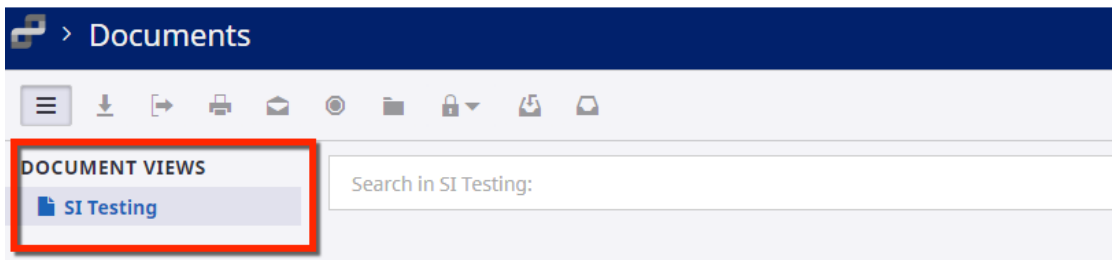 > Documents
DOCUMENT VIEWS
SI Testing
Search in SI Testing: